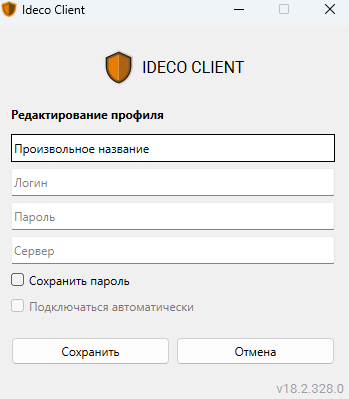 Ideco Client
IDECO CLIENT
Редактирование профиля
Произвольное название
Логин
Пароль
Сервер
Сохранить пароль
Подключаться автоматически
Сохранить
Отмена
v18.2.328.0